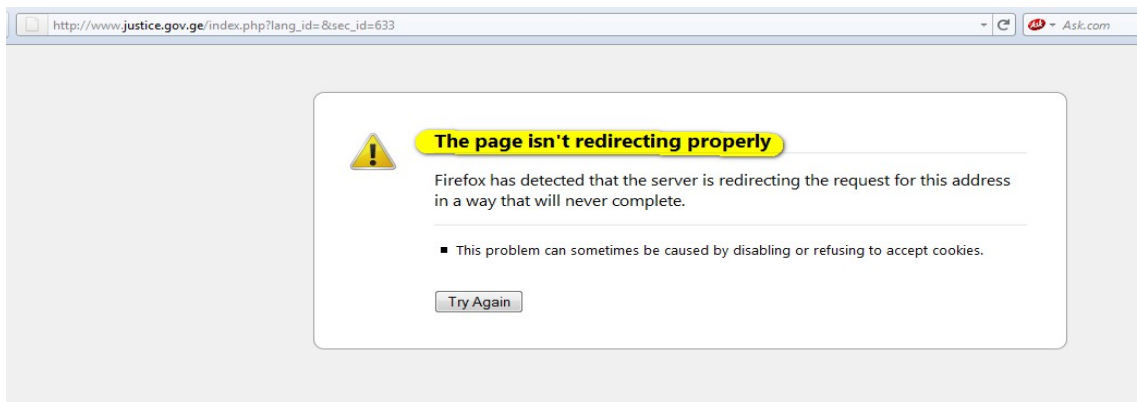 http://www.justice.gov.ge/index.php?lang_id=&sec_id=633
Ask.com
The page isn't redirecting properly
Firefox has detected that the server is redirecting the request for this address
in a way that will never complete.
This problem can sometimes be caused by disabling or refusing to accept cookies.
Try Again